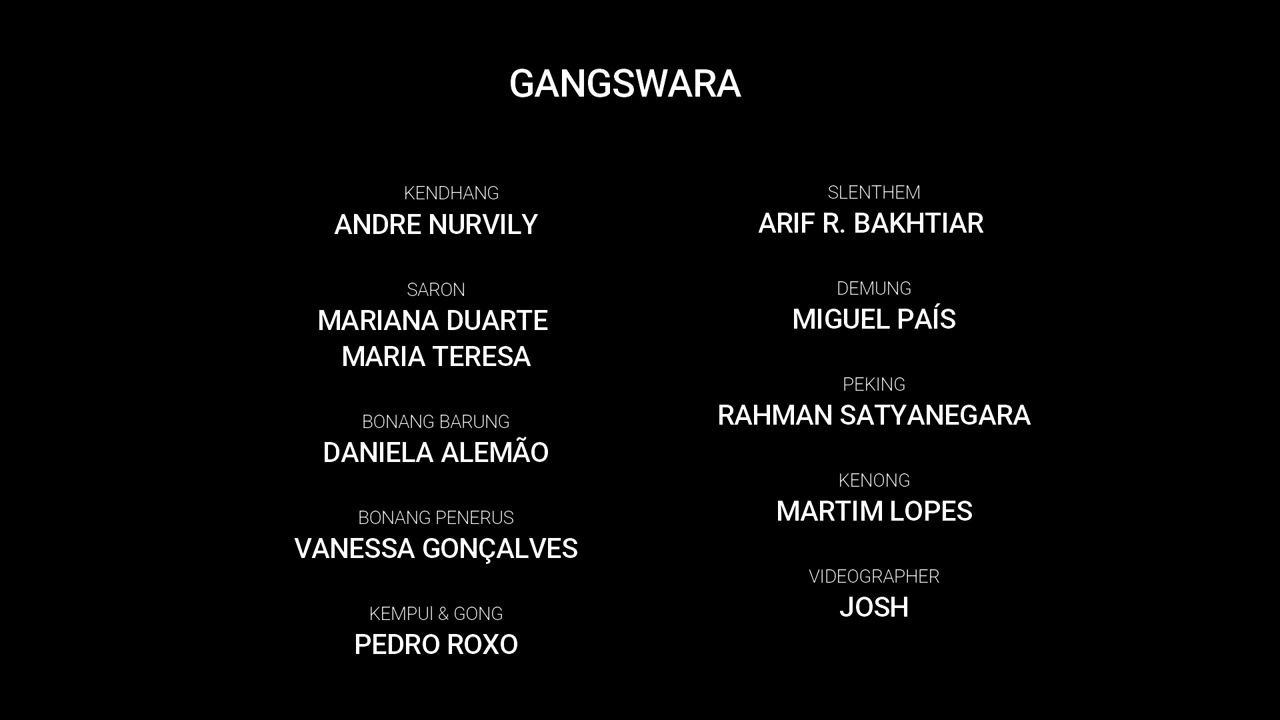 GANGSWARA
KENDHANG
ANDRE NURVILY
SARON
MARIANA DUARTE
MARIA TERESA
BONANG BARUNG
DANIELA ALEMÃO
BONANG PENERUS
VANESSA GONÇALVES
KEMPUI & GONG
PEDRO ROXO
SLENTHEM
ARIF R. BAKHTIAR
DEMUNG
MIGUEL PAÍS
PEKING
RAHMAN SATYANEGARA
KENONG
MARTIM LOPES
VIDEOGRAPHER
JOSH